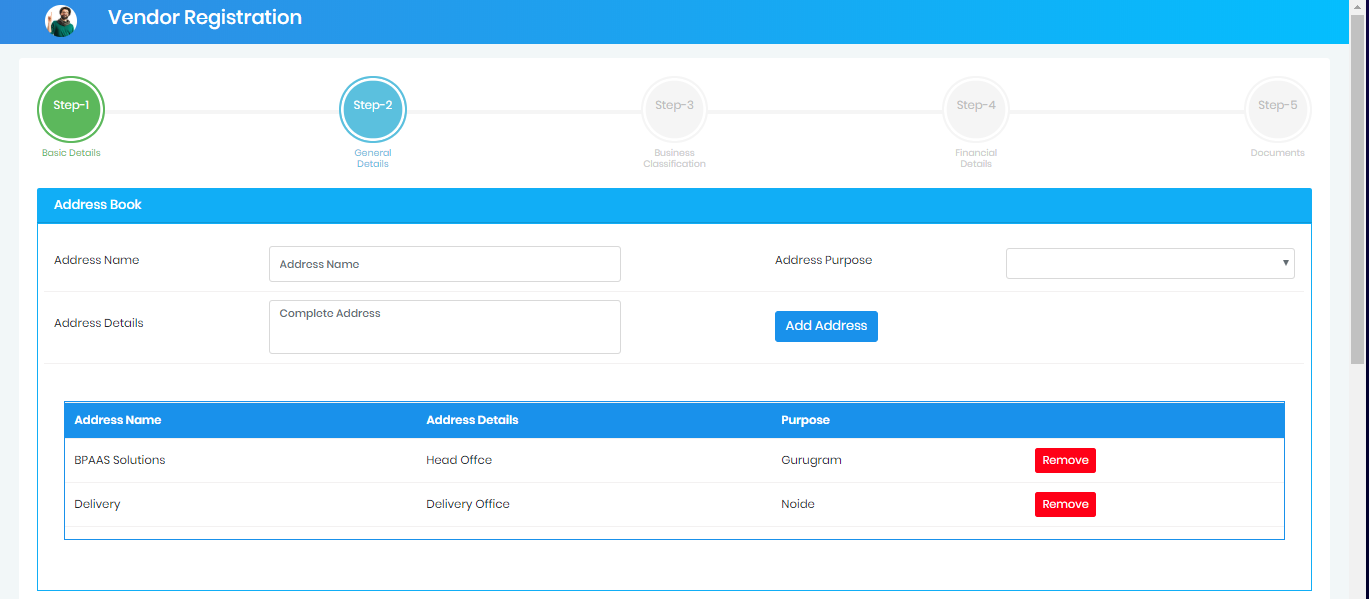 Vendor Registration
Step-1
Step-2
Step-3
Step-4
Step-5
Basic Details
General
Details
Business
Classification
Financial
Details
Documents
Address Book
Address Name
Address Name
Address Purpose
Address Details
Complete Address
Add Address
Address Name Address Details Purpose
BPAAS Solutions Head Offce Gurugram Remove
Delivery Delivery Office Noide Remove